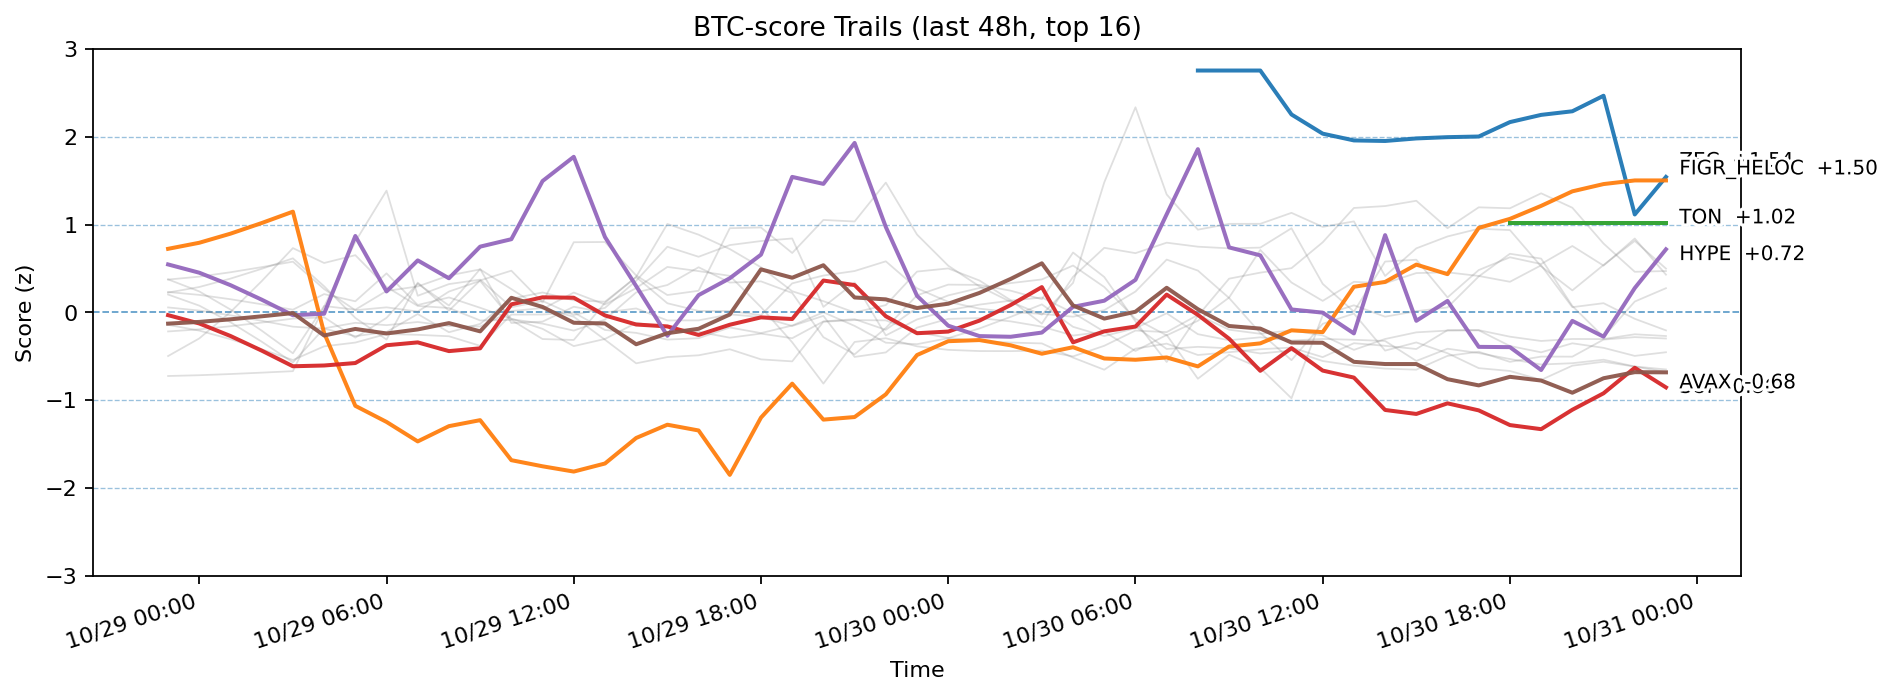 BTC-score Trails (last 48h, top 16)
Score (z)
3
2
1
0
−1
−2
−3
FIGR_HELOC +1.50
TON +1.02
HYPE +0.72
AVAX -0.68
10/29 00:00
10/29 06:00
10/29 12:00
10/29 18:00
10/30 00:00
10/30 06:00
10/30 12:00
10/30 18:00
10/31 00:00
Time